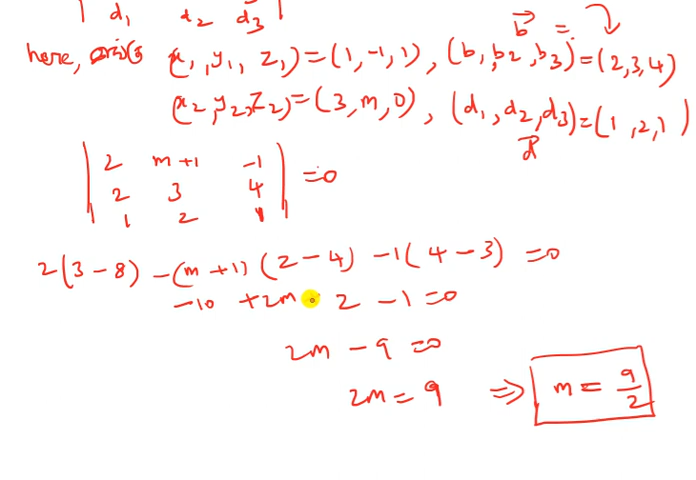 | d₁ d₂ d₃ |
b⃗ =
here, (x₁, y₁, z₁) = (1, -1, 1), (b₁, b₂, b₃) = (2, 3, 4)
(x₂, y₂, z₂) = (3, m, 0), (d₁, d₂, d₃) = (1, 2, 1)
d⃗
| 2 m+1 -1 |
| 2 3 4 | = 0
| 1 2 1 |
2(3-8) -(m+1)(2-4) -1(4-3) = 0
-10 +2m 2 -1 = 0
2m - 9 = 0
2m = 9 ⇒ m = 9/2